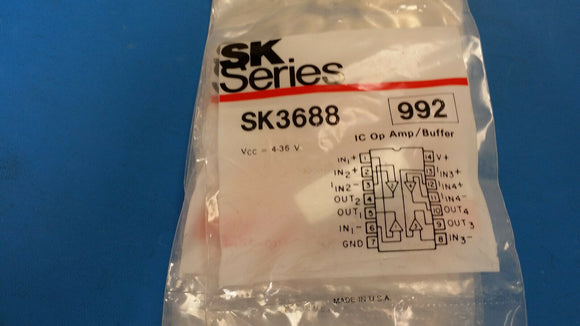 SK
Series
SK3688 992
IC Op Amp/Buffer
VCC = 4-36 V
IN1+ 1 14 V+
IN2+ 2 13 IN3+
IN2- 3 12 IN4+
OUT2 4 11 IN4-
OUT1 5 10 OUT4
IN1- 6 9 OUT3
GND 7 8 IN3-
MADE IN U.S.A.